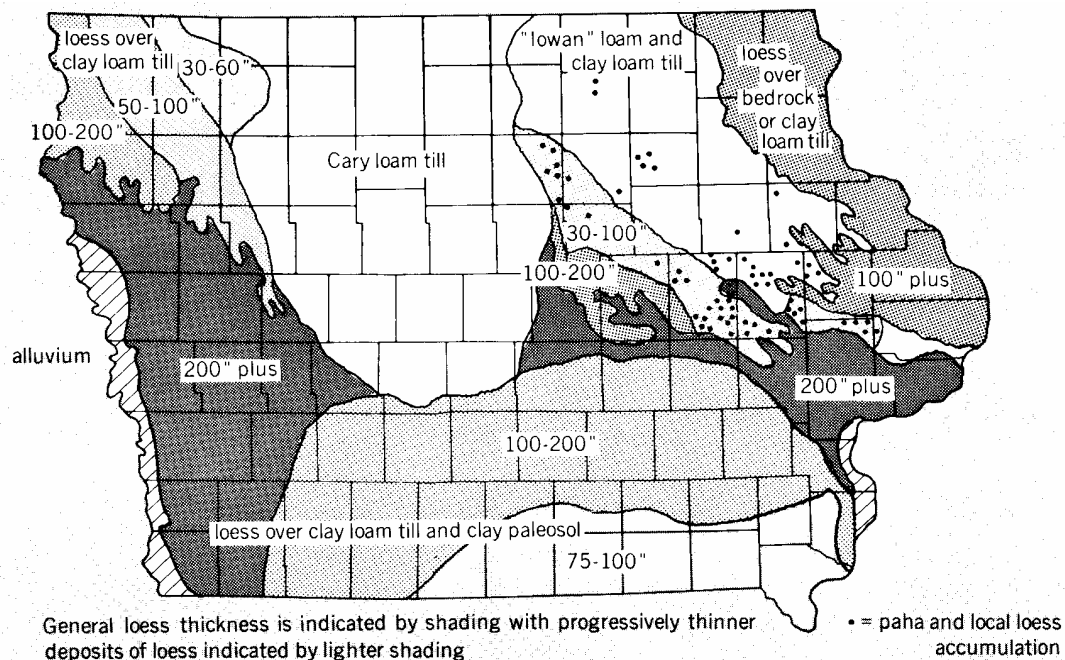 loess over
clay loam till
30-60"
50-100"
100-200"
"Iowan" loam and
clay loam till
loess
over
bedrock
or clay
loam till
Cary loam till
30-100"
100-200"
100" plus
alluvium
200" plus
200" plus
100-200"
loess over clay loam till and clay paleosol
75-100"
General loess thickness is indicated by shading with progressively thinner
deposits of loess indicated by lighter shading
• = paha and local loess
accumulation